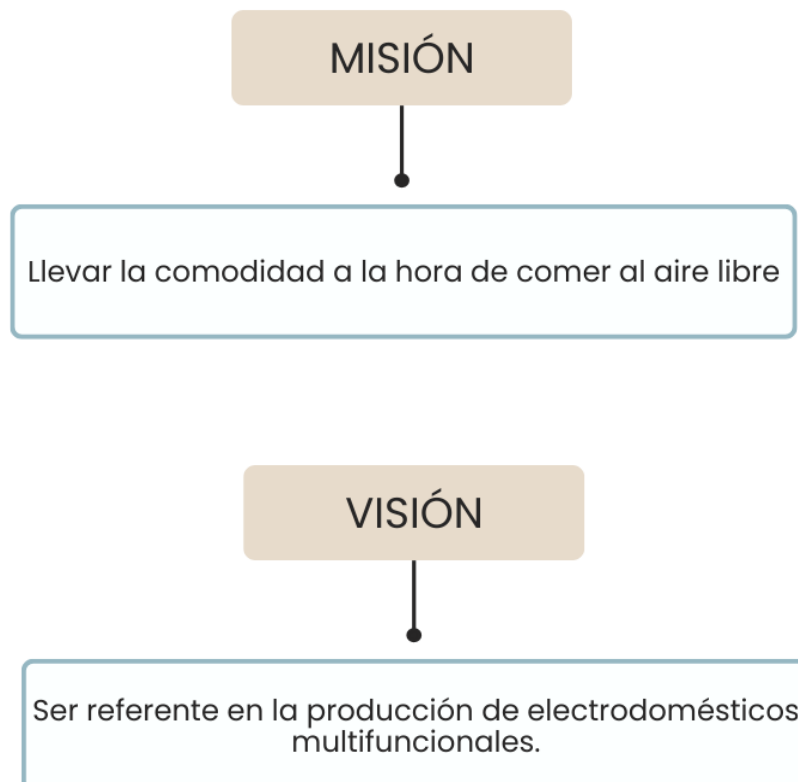 MISIÓN
Llevar la comodidad a la hora de comer al aire libre
VISIÓN
Ser referente en la producción de electrodomésticos
multifuncionales.